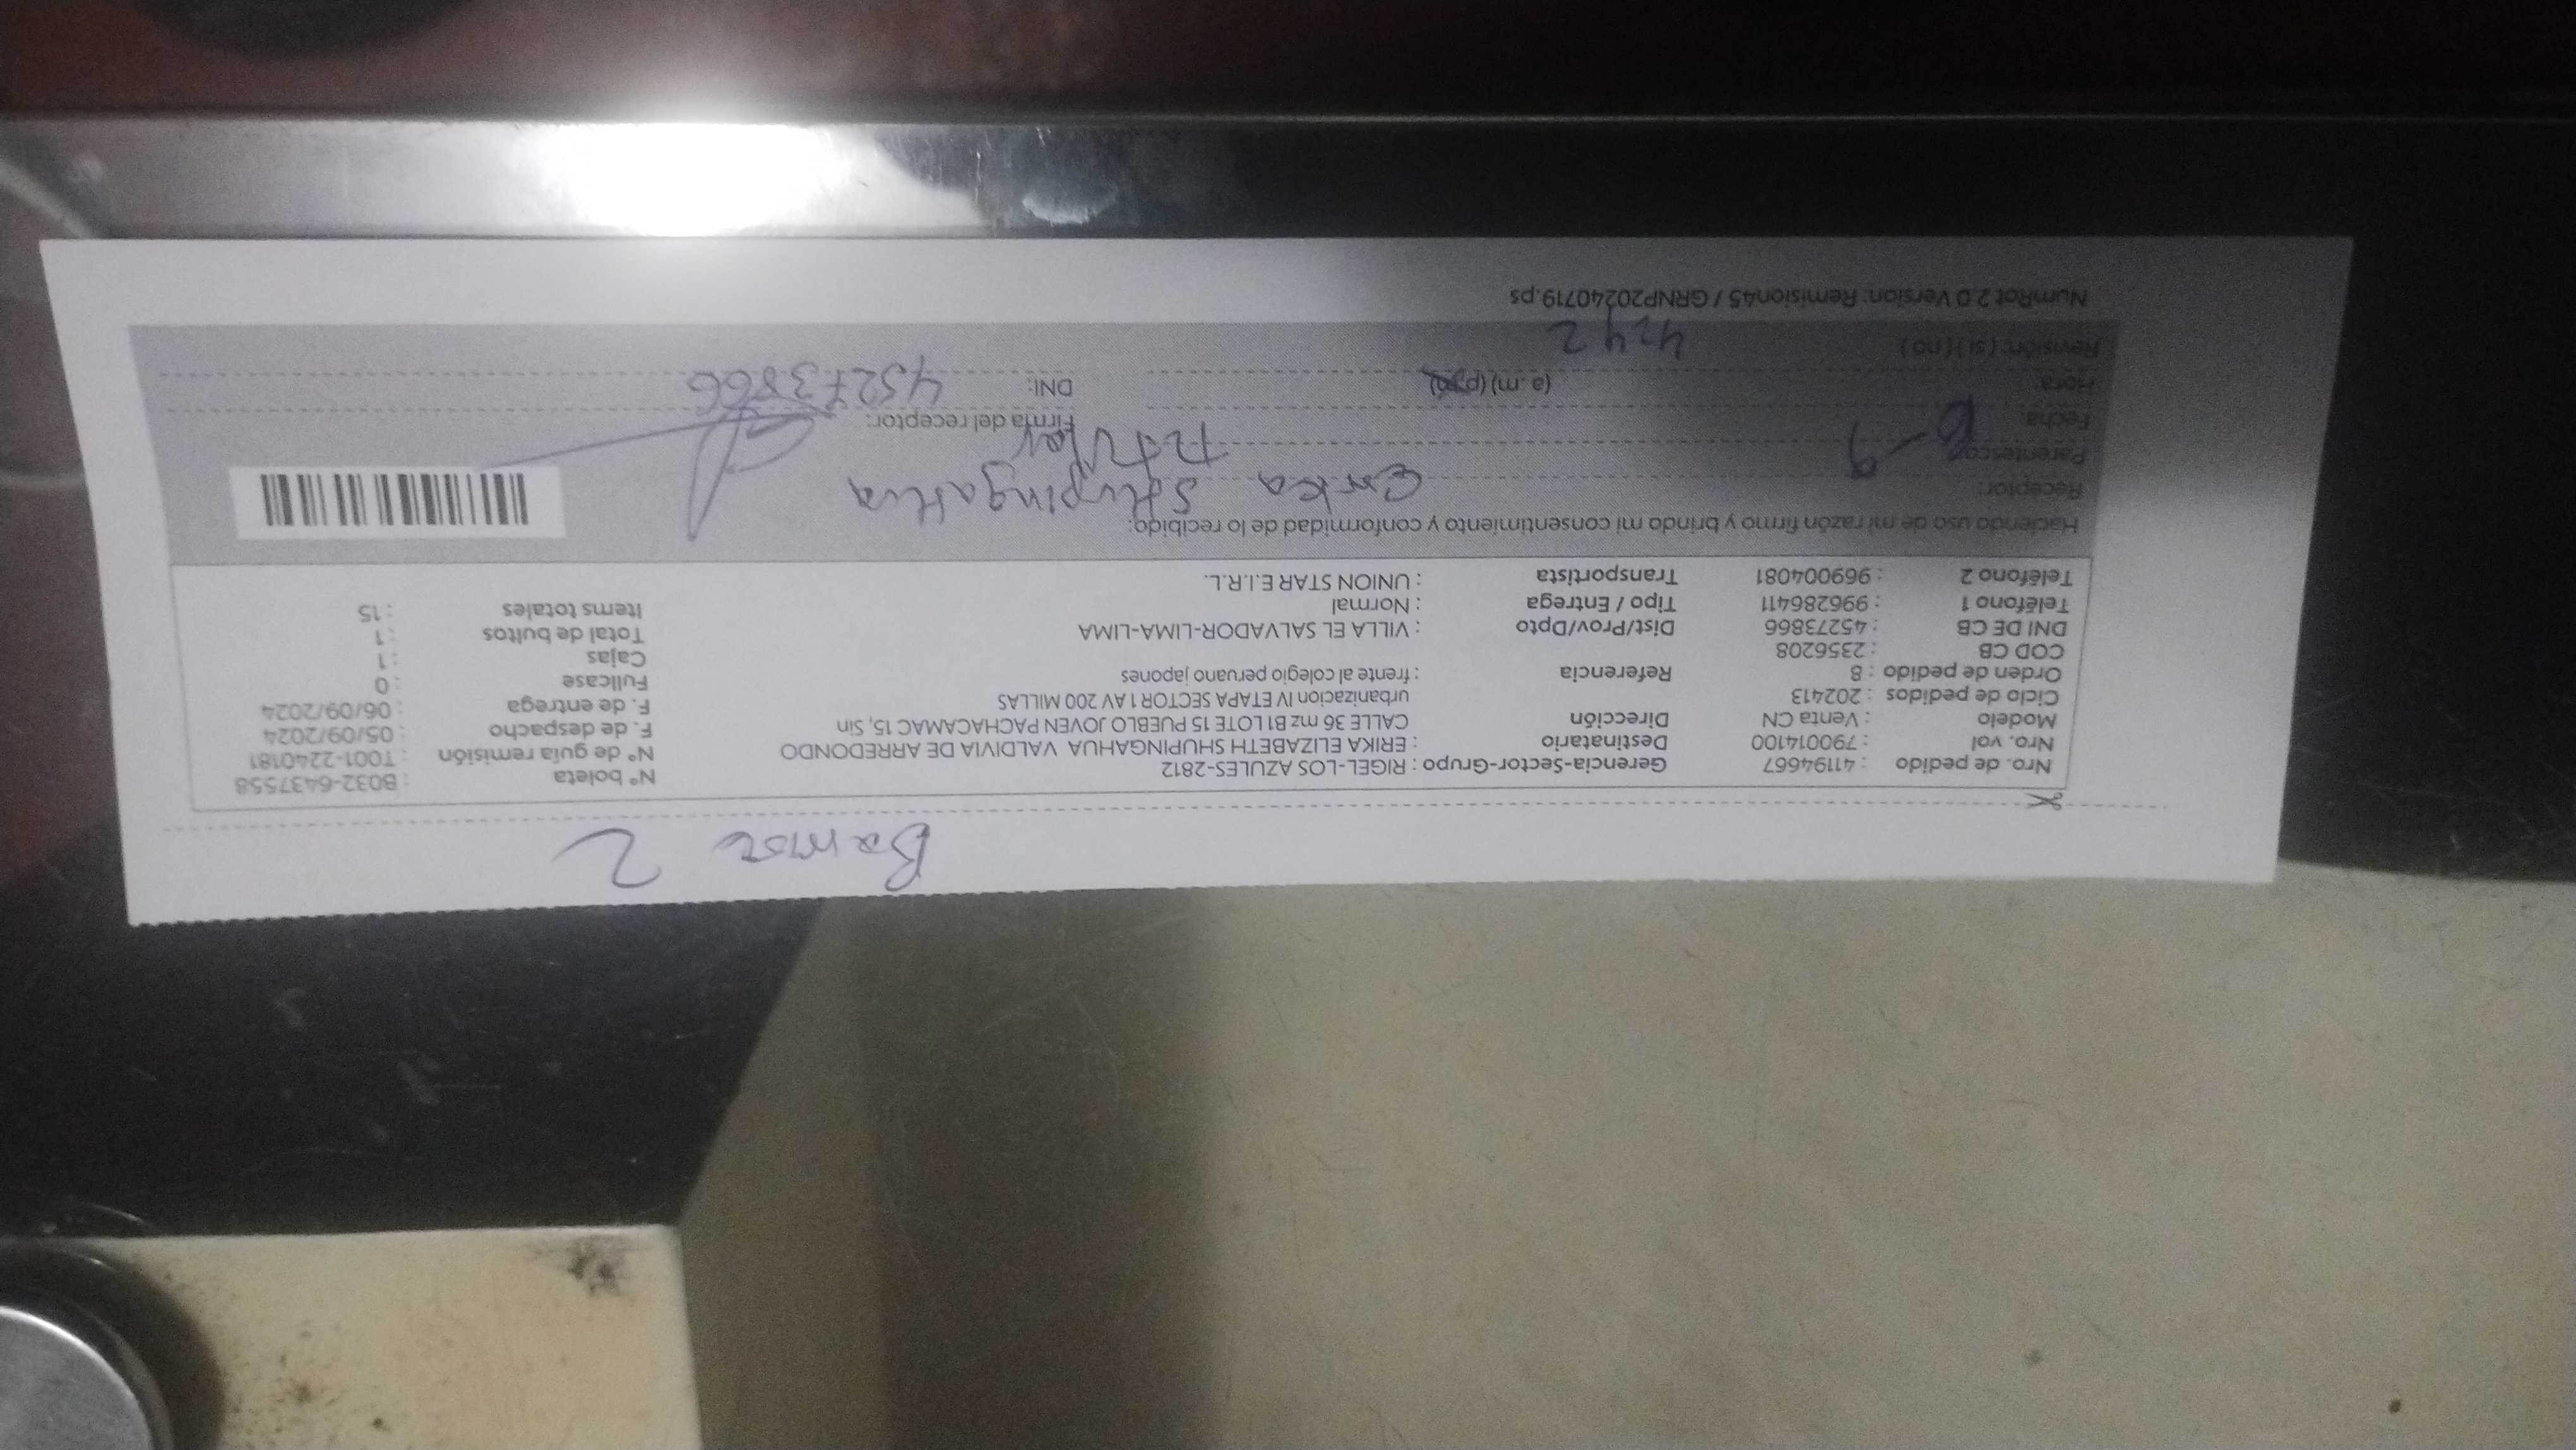 2
Nro. de pedido : 41194667 Gerencia-Sector-Grupo : RIGEL-LOS AZULES-2812 N° boleta : B032-6437558
Nro. vol : 790014100 Destinatario : ERIKA ELIZABETH SHUPINGAHUA VALDIVIA DE ARREDONDO N° de guía remisión : T001-2240181
Modelo : Venta CN Dirección CALLE 36 mz B1 LOTE 15 PUEBLO JOVEN PACHACAMAC 15, Sin F. de despacho : 05/09/2024
Ciclo de pedidos : 202413 urbanizacion IV ETAPA SECTOR 1 AV 200 MILLAS F. de entrega : 06/09/2024
Orden de pedido : 8 Referencia : frente al colegio peruano japones Fullcase : 0
COD CB : 2356208 Cajas : 1
DNI DE CB : 45273866 Dist/Prov/Dpto : VILLA EL SALVADOR-LIMA-LIMA Total de bultos : 1
Teléfono 1 : 996286411 Tipo / Entrega : Normal Items totales : 15
Teléfono 2 : 969004081 Transportista : UNION STAR E.I.R.L.
Haciendo uso de mi razón firmo y brindo mi consentimiento y conformidad de lo recibido:
Receptor: Erika Shupingahua
Parentesco: Titular
Fecha: 6-9 Firma del receptor:
Hora: (a.m) (p.m) DNI: 45273866
Revisión: ( si ) ( no ) 4242
NumRot 2.0 Version: Remision45 / GRNP20240719.ps